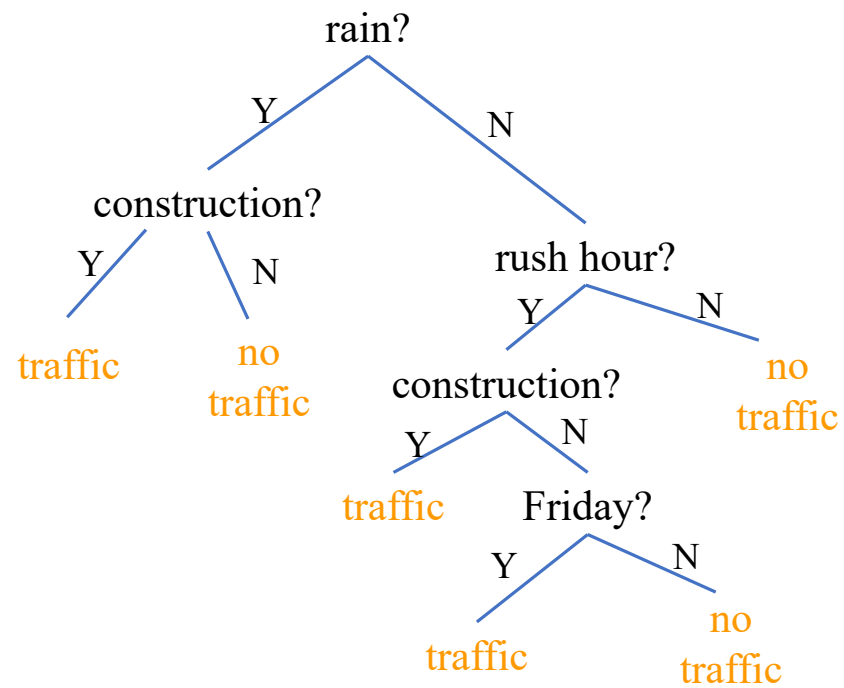 rain?
Y
N
construction?
Y
N
traffic
no
traffic
rush hour?
Y
N
construction?
no
traffic
Y
N
traffic
Friday?
Y
N
traffic
no
traffic